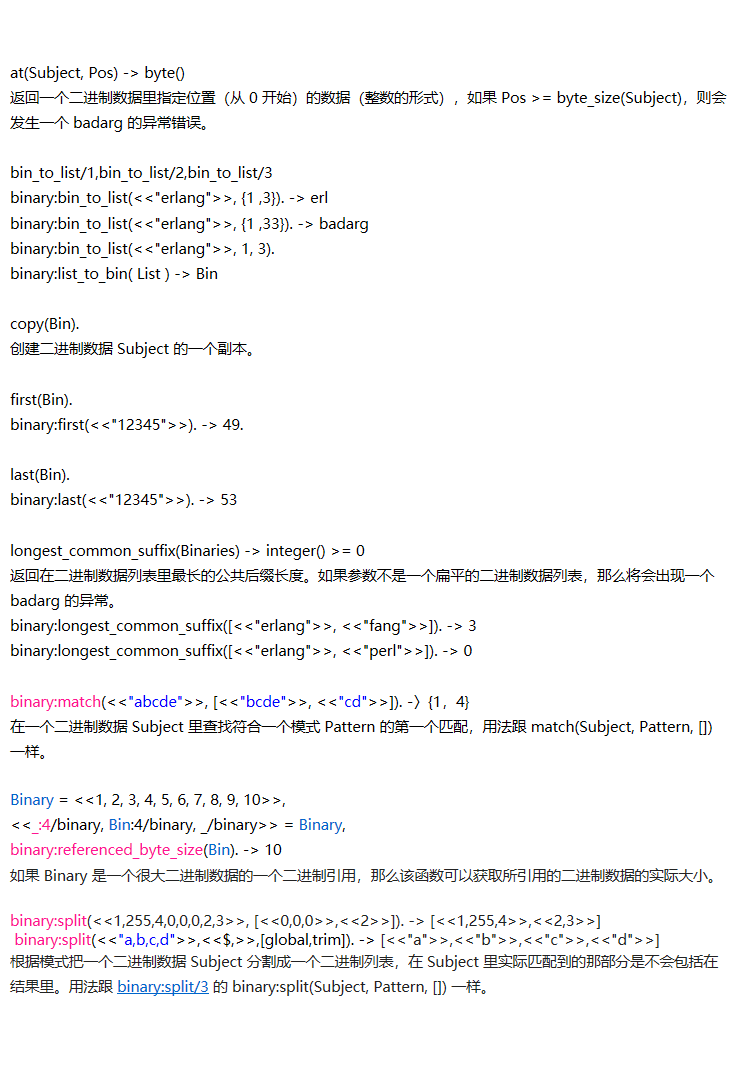 at(Subject, Pos) -> byte()
返回一个二进制数据里指定位置（从 0 开始）的数据（整数的形式），如果 Pos >= byte_size(Subject)，则会
发生一个 badarg 的异常错误。
bin_to_list/1,bin_to_list/2,bin_to_list/3
binary:bin_to_list(<<"erlang">>, {1 ,3}). -> erl
binary:bin_to_list(<<"erlang">>, {1 ,33}). -> badarg
binary:bin_to_list(<<"erlang">>, 1, 3).
binary:list_to_bin( List ) -> Bin
copy(Bin).
创建二进制数据 Subject 的一个副本。
first(Bin).
binary:first(<<"12345">>). -> 49.
last(Bin).
binary:last(<<"12345">>). -> 53
longest_common_suffix(Binaries) -> integer() >= 0
返回在二进制数据列表里最长的公共后缀长度。如果参数不是一个扁平的二进制数据列表，那么将会出现一个
badarg 的异常。
binary:longest_common_suffix([<<"erlang">>, <<"fang">>]). -> 3
binary:longest_common_suffix([<<"erlang">>, <<"perl">>]). -> 0
binary:match(<<"abcde">>, [<<"bcde">>, <<"cd">>]). -〉{1，4}
在一个二进制数据 Subject 里查找符合一个模式 Pattern 的第一个匹配，用法跟 match(Subject, Pattern, [])
一样。
Binary = <<1, 2, 3, 4, 5, 6, 7, 8, 9, 10>>,
<<_:4/binary, Bin:4/binary, _/binary>> = Binary,
binary:referenced_byte_size(Bin). -> 10
如果 Binary 是一个很大二进制数据的一个二进制引用，那么该函数可以获取所引用的二进制数据的实际大小。
binary:split(<<1,255,4,0,0,0,2,3>>, [<<0,0,0>>,<<2>>]). -> [<<1,255,4>>,<<2,3>>]
binary:split(<<"a,b,c,d">>,<<$,>>,[global,trim]). -> [<<"a">>,<<"b">>,<<"c">>,<<"d">>]
根据模式把一个二进制数据 Subject 分割成一个二进制列表，在 Subject 里实际匹配到的那部分是不会包括在
结果里。用法跟 binary:split/3 的 binary:split(Subject, Pattern, []) 一样。